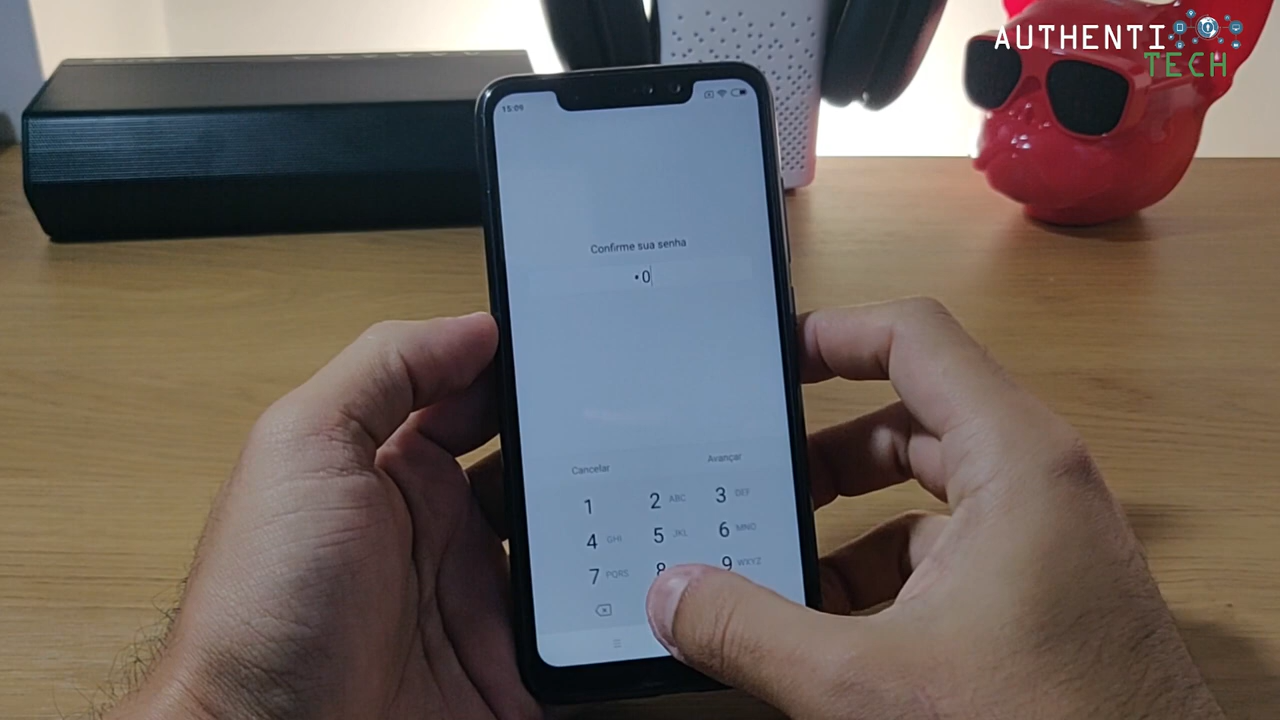 AUTHENTI
TECH
15:09
Confirme sua senha
•0
Cancelar
Avançar
1
2 ABC
3 DEF
4 GHI
5 JKL
6 MNO
7 PQRS
8
9 WXYZ